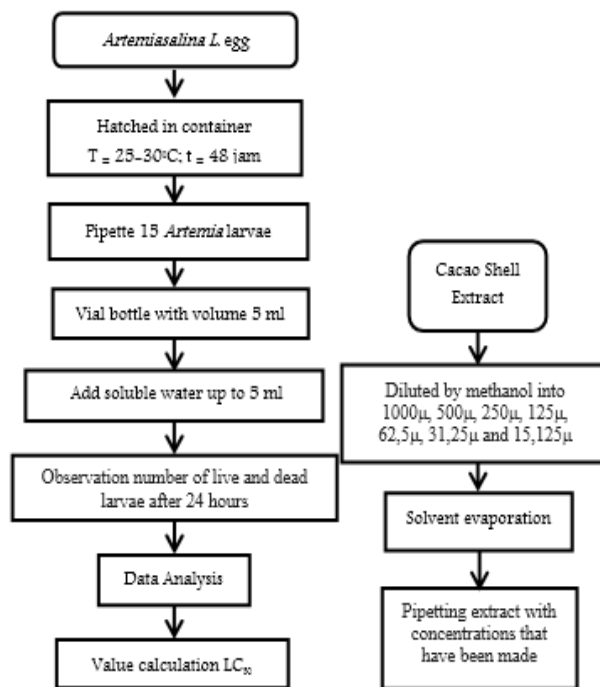 Artemiasalina L. egg
Hatched in container
T = 25-30°C; t = 48 jam
Pipette 15 Artemia larvae
Vial bottle with volume 5 ml
Add soluble water up to 5 ml
Observation number of live and dead
larvae after 24 hours
Data Analysis
Value calculation LC₅₀
Cacao Shell
Extract
Diluted by methanol into
1000µ, 500µ, 250µ, 125µ,
62,5µ, 31,25µ and 15,125µ
Solvent evaporation
Pipetting extract with
concentrations that
have been made